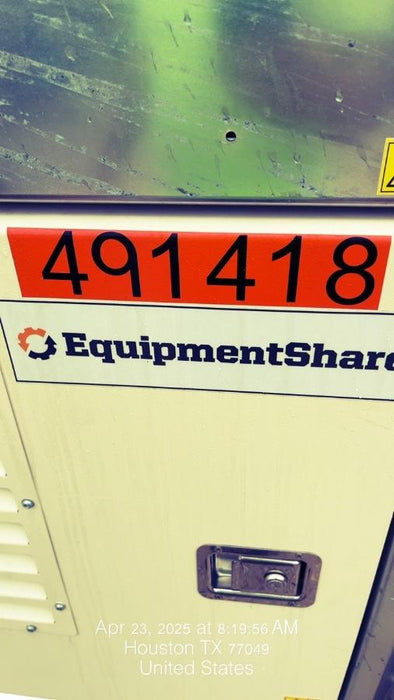 491418
EquipmentShare
Apr 23, 2025 at 8:19:56 AM
Houston TX 77049
United States